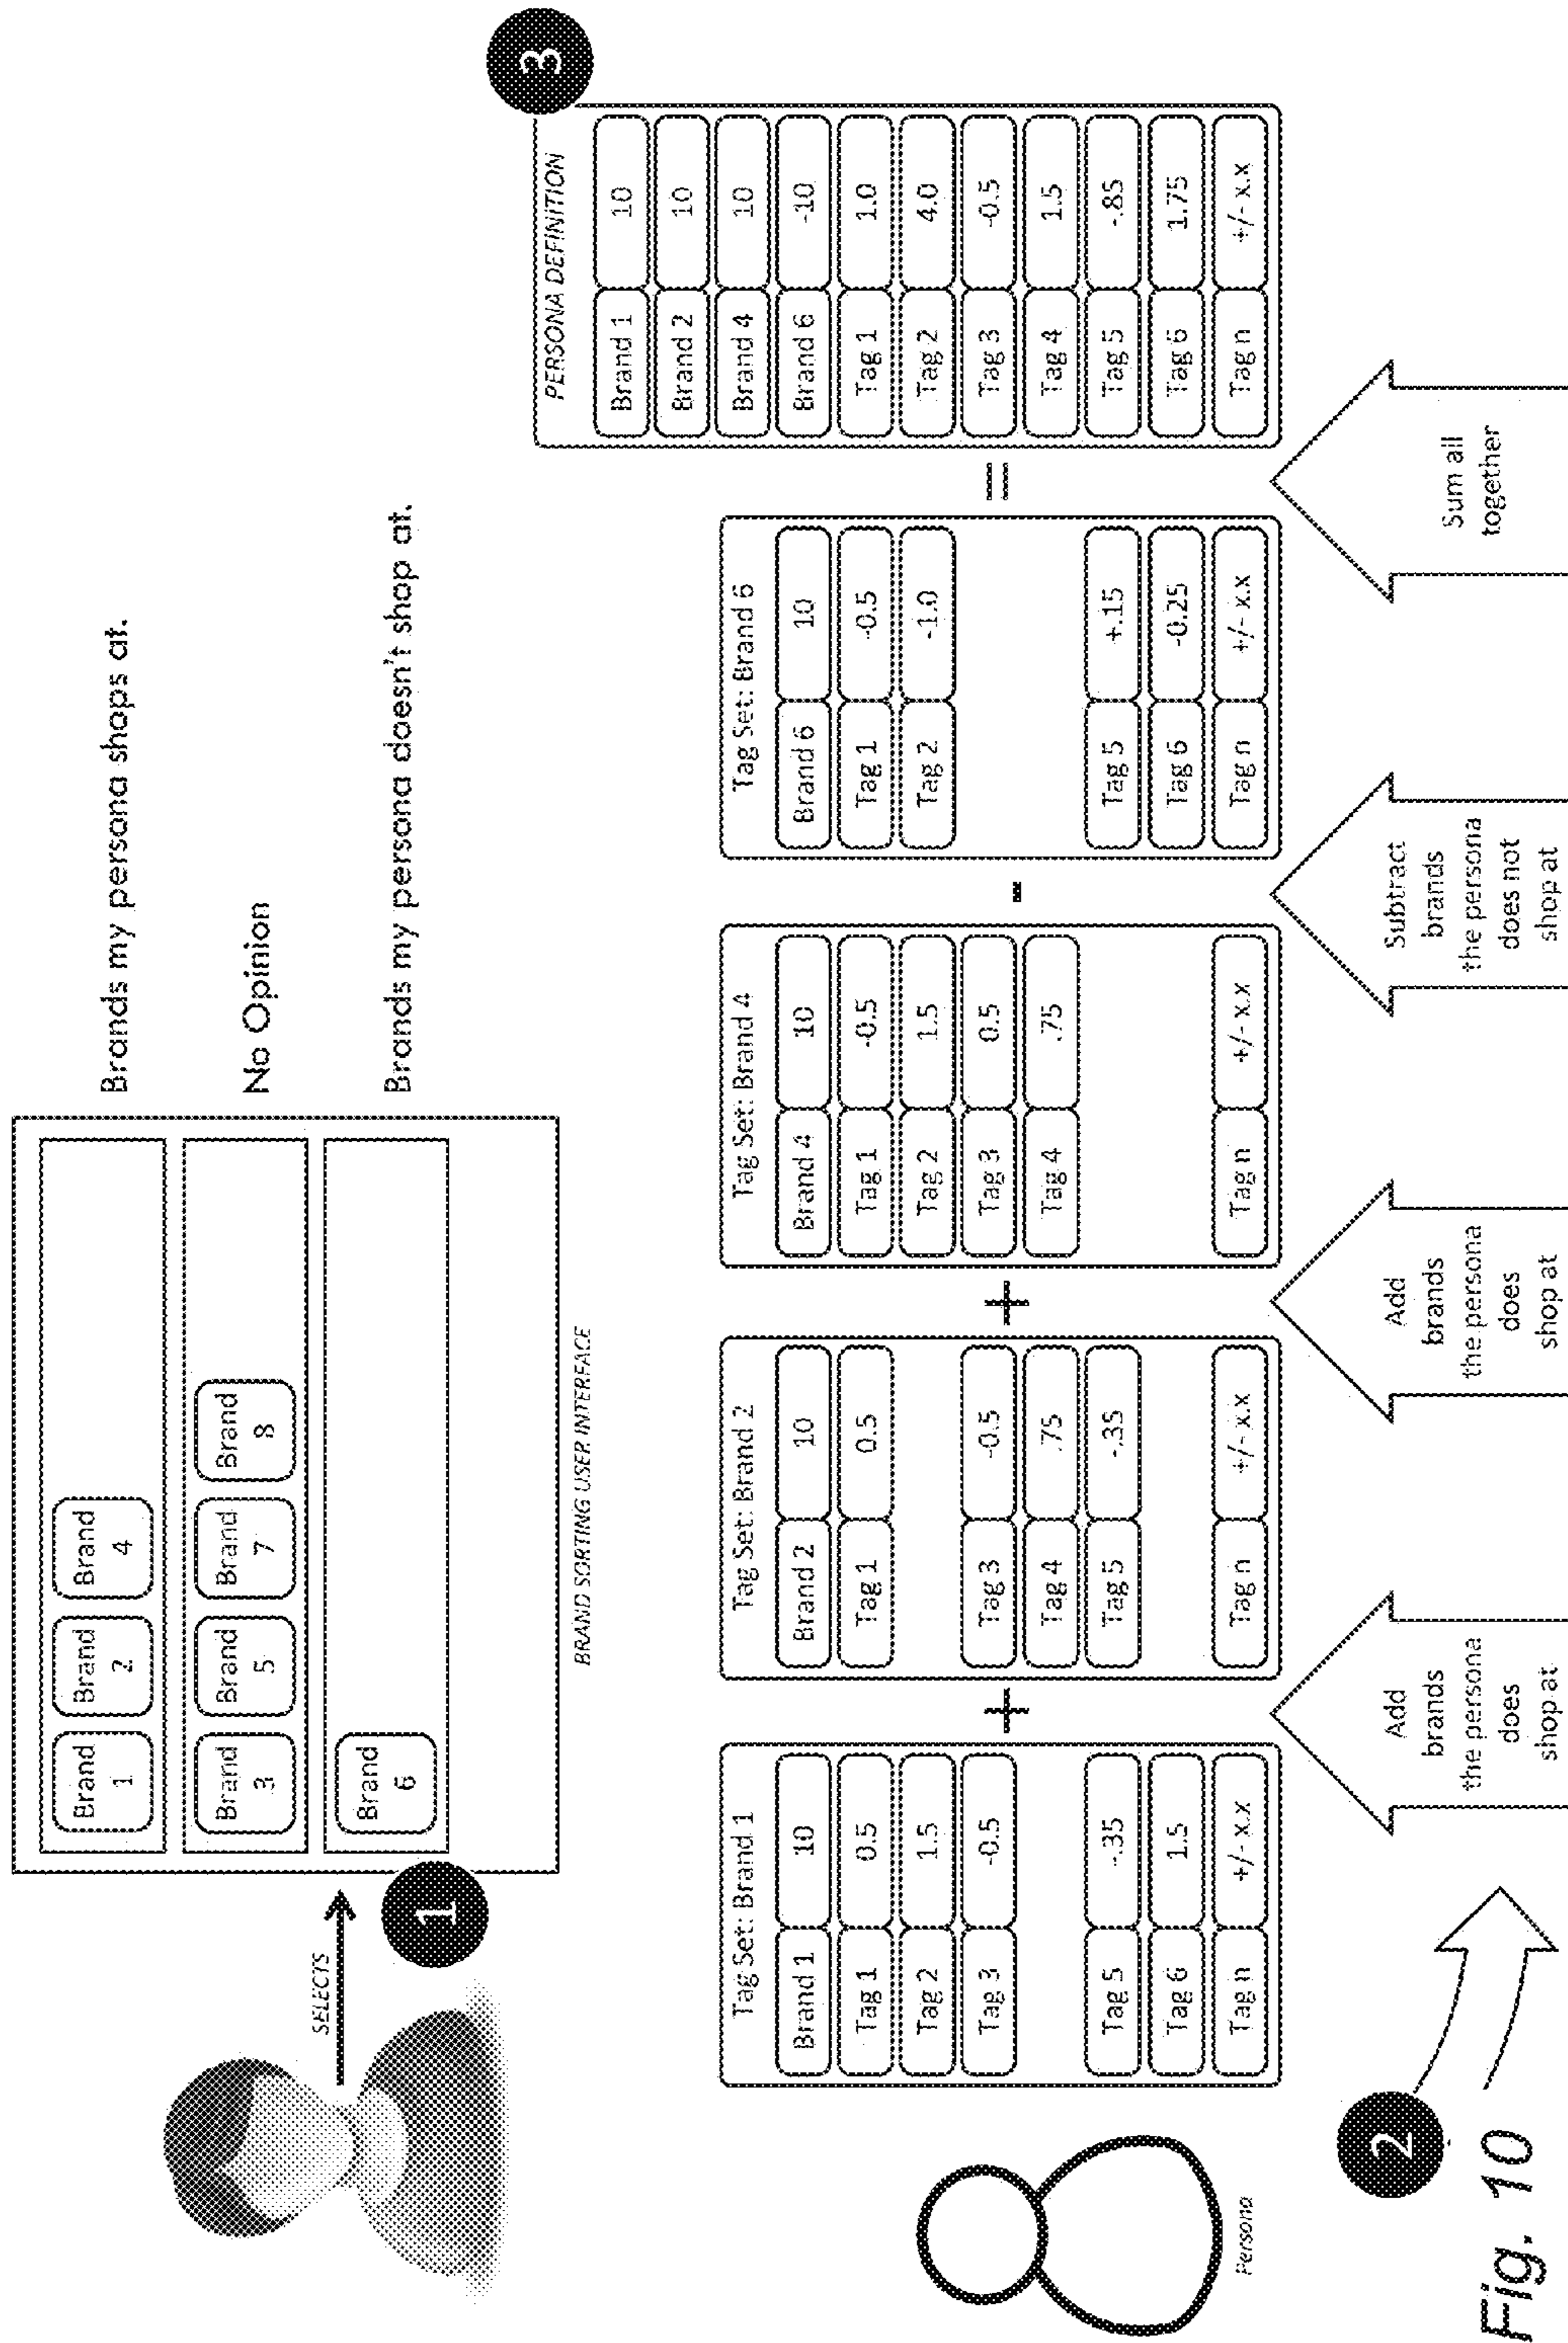 SELECTS
1
Brand
1
Brand
2
Brand
4
Brands my persona shops at.
Brand
3
Brand
5
Brand
7
Brand
8
No Opinion
Brand
6
Brands my persona doesn't shop at.
BRAND SORTING USER INTERFACE
Persona
Tag Set: Brand 1
Brand 1 10
Tag 1 0.5
Tag 2 1.5
Tag 3 -0.5
Tag 5 -.35
Tag 6 1.5
Tag n +/- x.x
+
Tag Set: Brand 2
Brand 2 10
Tag 1 0.5
Tag 3 -0.5
Tag 4 .75
Tag 5 -.35
Tag n +/- x.x
+
Tag Set: Brand 4
Brand 4 10
Tag 1 -0.5
Tag 2 1.5
Tag 3 0.5
Tag 4 .75
Tag n +/- x.x
-
Tag Set: Brand 6
Brand 6 10
Tag 1 -0.5
Tag 2 -1.0
Tag 5 +.15
Tag 6 -0.25
Tag n +/- x.x
=
3
PERSONA DEFINITION
Brand 1 10
Brand 2 10
Brand 4 10
Brand 6 -10
Tag 1 1.0
Tag 2 4.0
Tag 3 -0.5
Tag 4 1.5
Tag 5 -.85
Tag 6 1.75
Tag n +/- x.x
2
Add
brands
the persona
does
shop at
Add
brands
the persona
does
shop at
Subtract
brands
the persona
does not
shop at
Sum all
together
Fig. 10